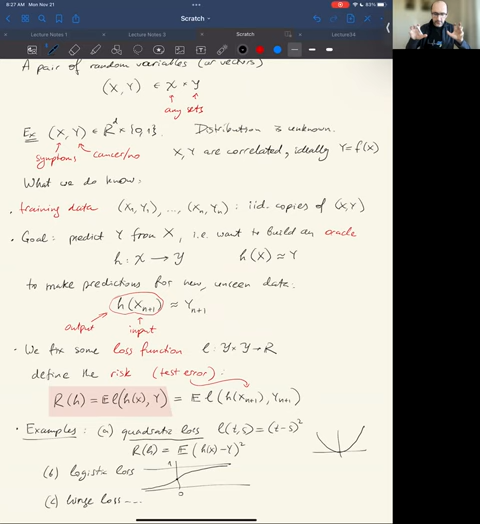 8:27 AM Mon Nov 21
63%
Scratch
Lecture Notes 1
Lecture Notes 3
Scratch
Lecture34
A pair of random variables (or vectors)
(X, Y) ∈ X × Y
any sets
Ex (X, Y) ∈ R^d × {0,1}. Distribution is unknown.
symptoms cancer/no X, Y are correlated, ideally Y=f(X)
What we do know:
• training data (X₁,Y₁), ..., (Xn,Yn): iid. copies of (X,Y)
• Goal: predict Y from X, i.e. want to build an oracle
h: X → Y h(X) ≈ Y
to make predictions for new, unseen data:
h(Xn+1) ≈ Yn+1
output input
• We fix some loss function l: Y×Y→R
define the risk (test error):
R(h) = E l(h(X), Y) = E l(h(Xn+1), Yn+1)
• Examples: (a) quadratic loss l(t,s) = (t-s)²
R(h) = E (h(X)-Y)²
(b) logistic loss
1
0
(c) hinge loss ...